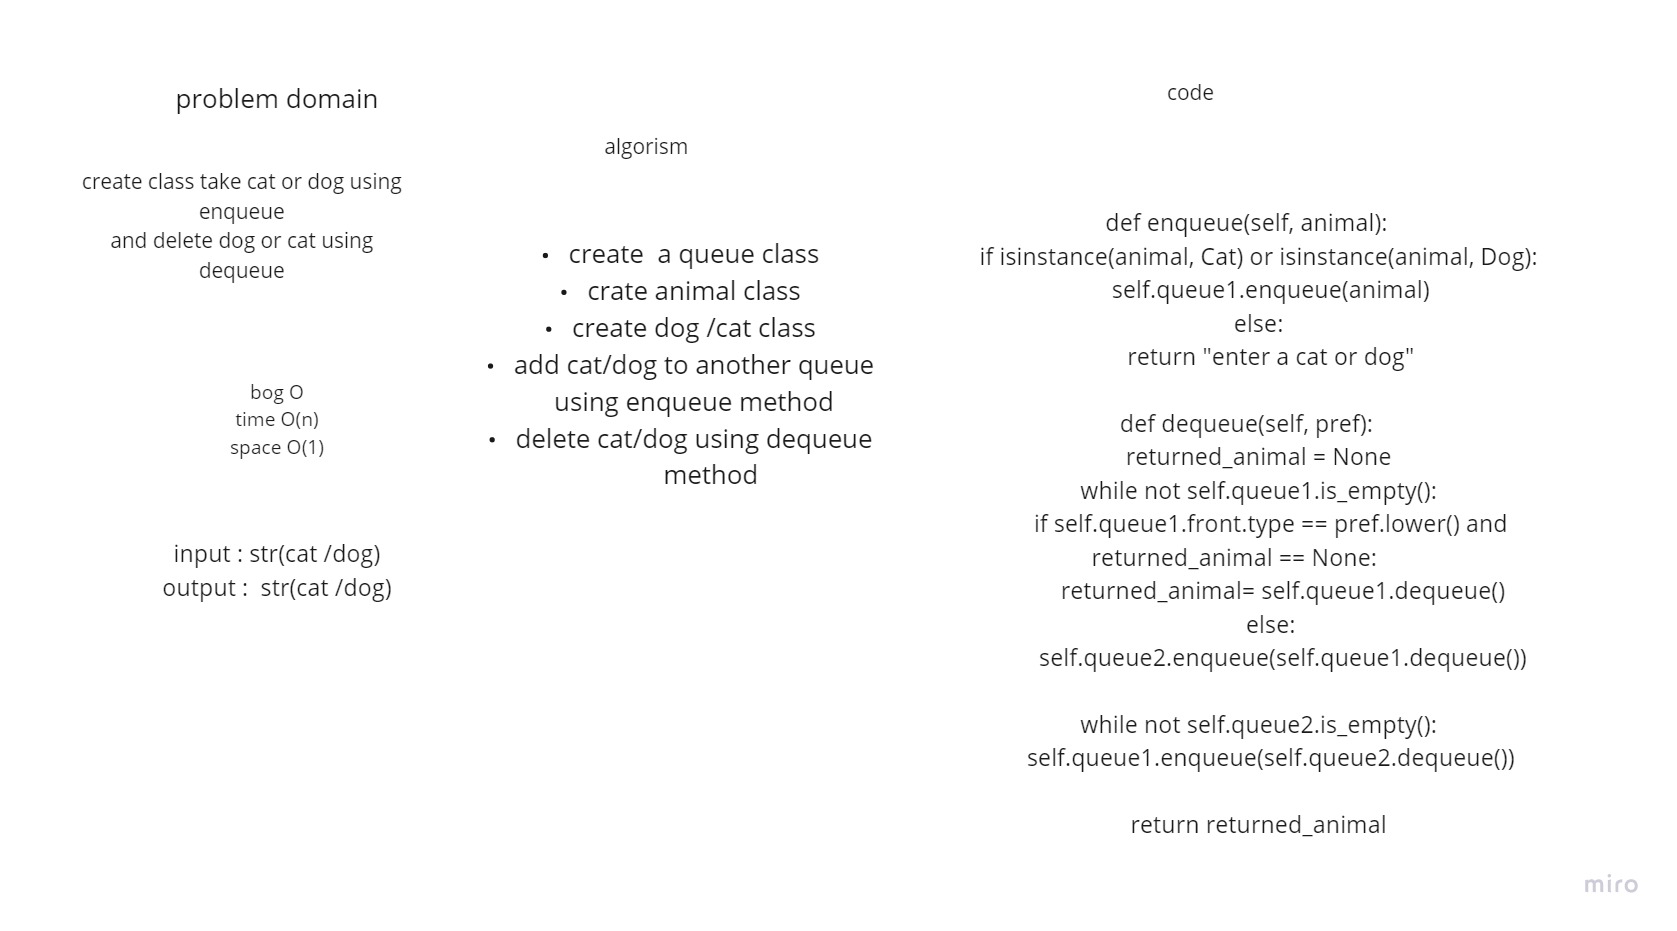 problem domain
create class take cat or dog using
enqueue
and delete dog or cat using
dequeue
bog O
time O(n)
space O(1)
input : str(cat /dog)
output :  str(cat /dog)
algorism
• create  a queue class
• crate animal class
• create dog /cat class
• add cat/dog to another queue
using enqueue method
• delete cat/dog using dequeue
method
code
def enqueue(self, animal):
if isinstance(animal, Cat) or isinstance(animal, Dog):
self.queue1.enqueue(animal)
else:
return "enter a cat or dog"
def dequeue(self, pref):
returned_animal = None
while not self.queue1.is_empty():
if self.queue1.front.type == pref.lower() and
returned_animal == None:
returned_animal= self.queue1.dequeue()
else:
self.queue2.enqueue(self.queue1.dequeue())
while not self.queue2.is_empty():
self.queue1.enqueue(self.queue2.dequeue())
return returned_animal
miro